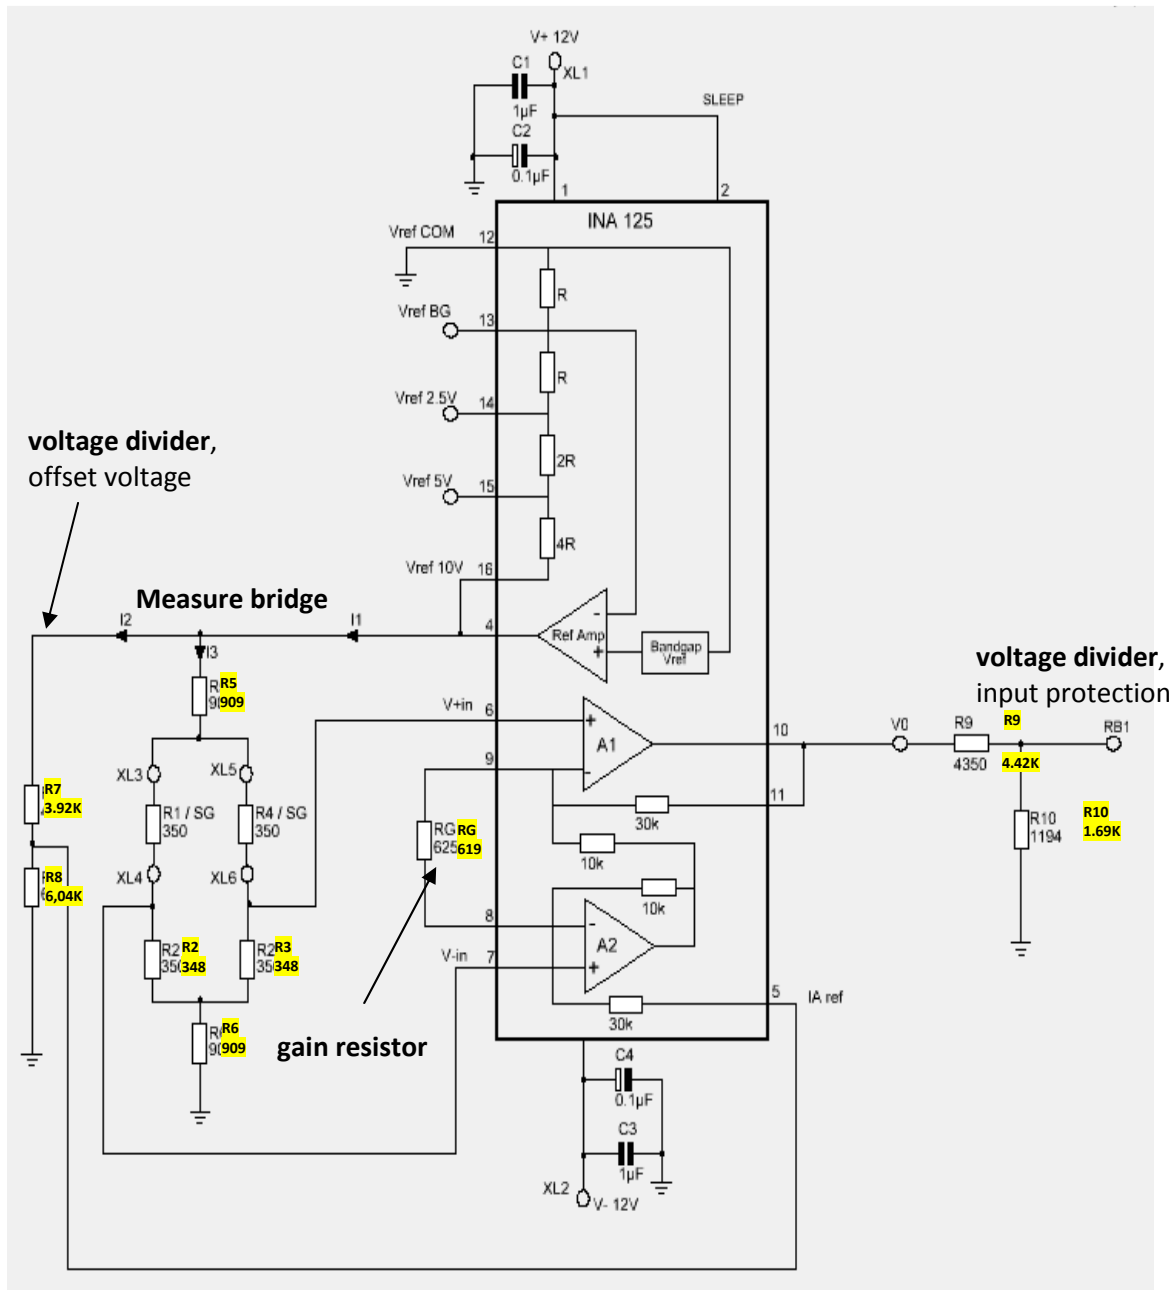 V+ 12V
XL1
C1
1µF
SLEEP
C2
0.1µF
1
2
INA 125
Vref COM
12
R
Vref BG
13
R
Vref 2.5V
14
2R
Vref 5V
15
4R
Vref 10V
16
voltage divider,
offset voltage
Measure bridge
I2
I1
4
I3
Ref Amp
-
+
Bandgap
Vref
R5
909
V+in
6
+
A1
-
10
V0
R9
4350
R9
4.42K
RB1
voltage divider,
input protection
XL3
XL5
9
11
R7
3.92K
R1 / SG
350
R4 / SG
350
30k
R10
1194
R10
1.69K
RG
625
RG
619
10k
XL4
XL6
R8
6,04K
10k
8
-
A2
+
R2
R2
348
R3
348
V-in
7
5
IA ref
30k
R6
909
gain resistor
C4
0.1µF
C3
1µF
XL2
V- 12V